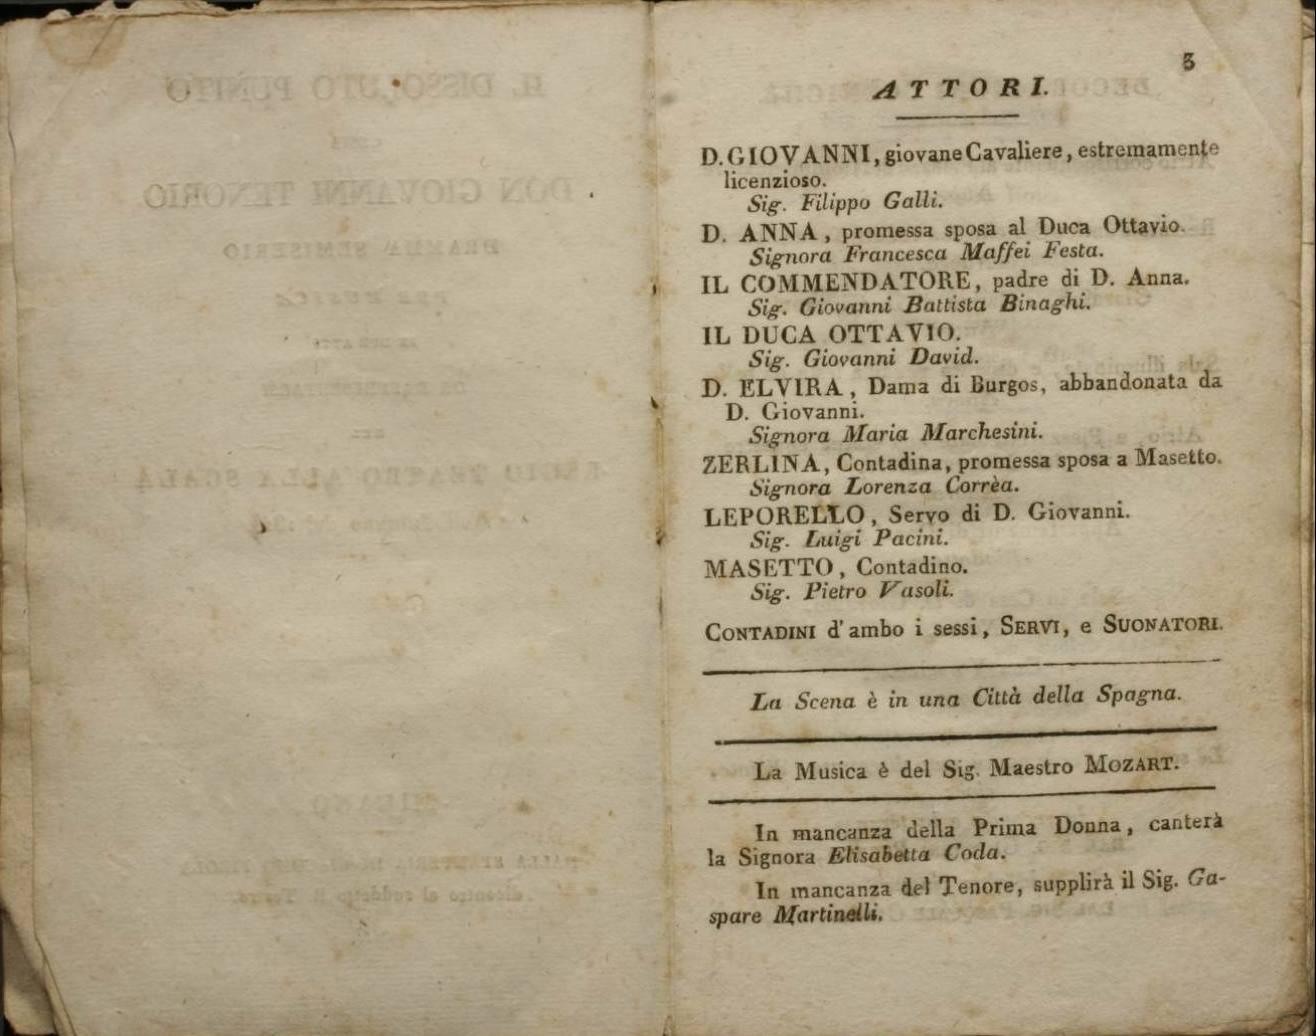 3
ATTORI.
D. GIOVANNI, giovane Cavaliere, estremamente
licenzioso.
Sig. Filippo Galli.
D. ANNA, promessa sposa al Duca Ottavio.
Signora Francesca Maffei Festa.
IL COMMENDATORE, padre di D. Anna.
Sig. Giovanni Battista Binaghi.
IL DUCA OTTAVIO.
Sig. Giovanni David.
D. ELVIRA, Dama di Burgos, abbandonata da
D. Giovanni.
Signora Maria Marchesini.
ZERLINA, Contadina, promessa sposa a Masetto.
Signora Lorenza Corrèa.
LEPORELLO, Servo di D. Giovanni.
Sig. Luigi Pacini.
MASETTO, Contadino.
Sig. Pietro Vasoli.
CONTADINI d' ambo i sessi, SERVI, e SUONATORI.
La Scena è in una Città della Spagna.
La Musica è del Sig. Maestro MOZART.
In mancanza della Prima Donna, canterà
la Signora Elisabetta Coda.
In mancanza del Tenore, supplirà il Sig. Ga-
spare Martinelli.